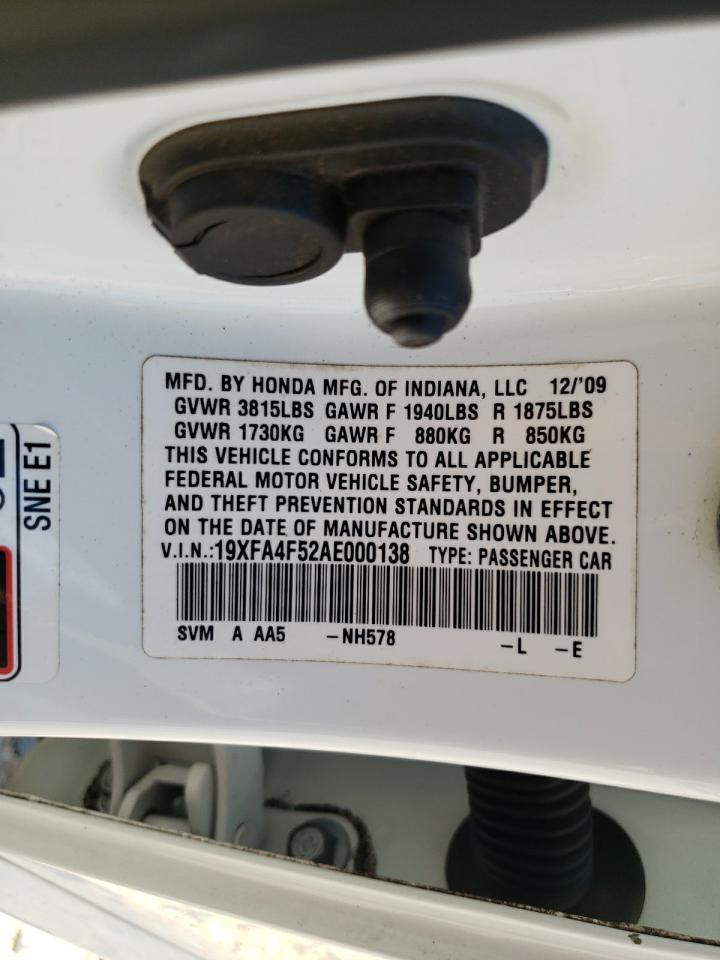 MFD. BY HONDA MFG. OF INDIANA, LLC 12/'09
GVWR 3815LBS GAWR F 1940LBS R 1875LBS
GVWR 1730KG GAWR F 880KG R 850KG
THIS VEHICLE CONFORMS TO ALL APPLICABLE
FEDERAL MOTOR VEHICLE SAFETY, BUMPER,
AND THEFT PREVENTION STANDARDS IN EFFECT
ON THE DATE OF MANUFACTURE SHOWN ABOVE.
V.I.N.:19XFA4F52AE000138 TYPE: PASSENGER CAR
SVM A AA5 -NH578 -L -E
SNE E1